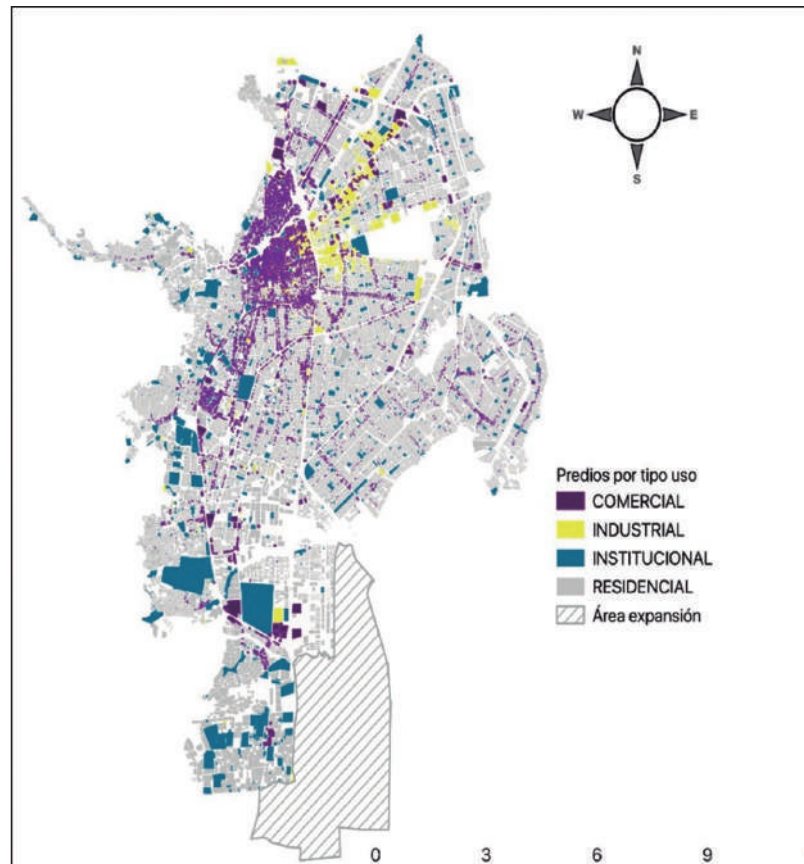 N
W
E
S
Predios por tipo uso
COMERCIAL
INDUSTRIAL
INSTITUCIONAL
RESIDENCIAL
Área expansión
0 3 6 9